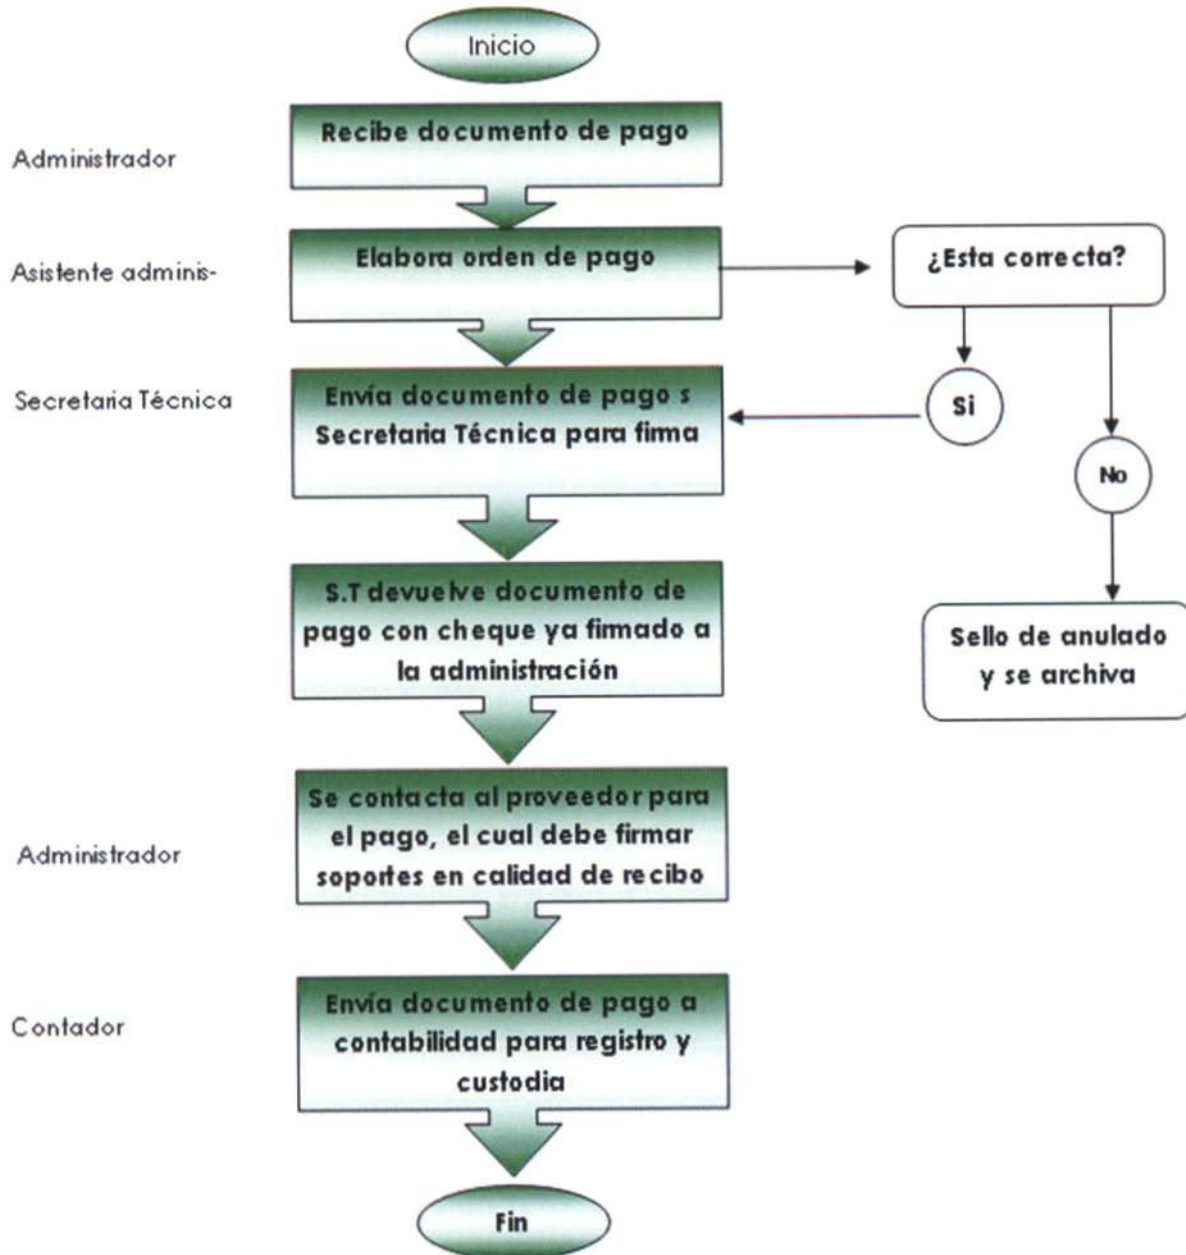 Inicio
Administrador
Recibe documento de pago
Asistente adminis-
Elabora orden de pago
¿Esta correcta?
Secretaria Técnica
Envía documento de pago s
Secretaria Técnica para firma
Si
No
S.T devuelve documento de
pago con cheque ya firmado a
la administración
Sello de anulado
y se archiva
Administrador
Se contacta al proveedor para
el pago, el cual debe firmar
soportes en calidad de recibo
Contador
Envía documento de pago a
contabilidad para registro y
custodia
Fin